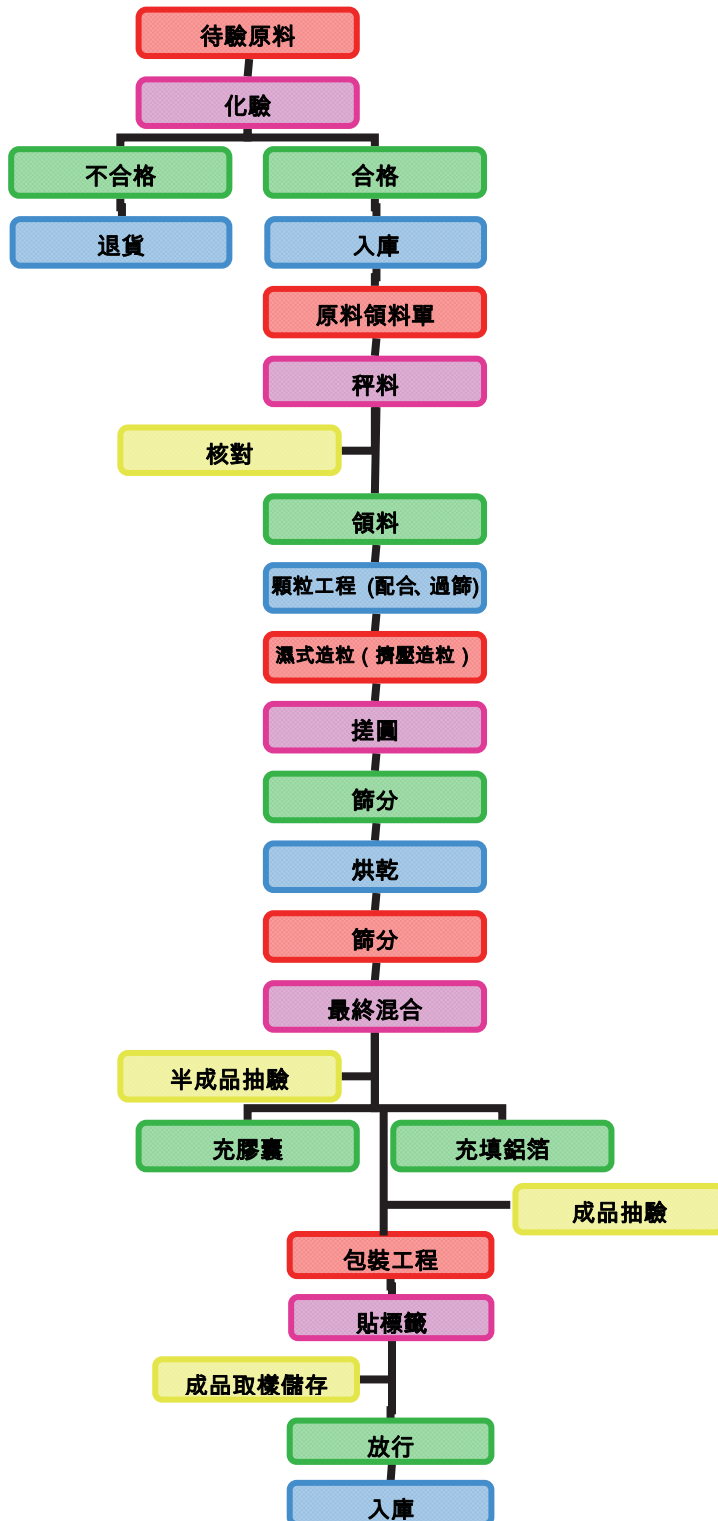 待驗原料
化驗
不合格
合格
退貨
入庫
原料領料單
秤料
核對
領料
顆粒工程 (配合、過篩)
濕式造粒 ( 擠壓造粒 )
搓圓
篩分
烘乾
篩分
最終混合
半成品抽驗
充膠囊
充填鋁箔
成品抽驗
包裝工程
貼標籤
成品取樣儲存
放行
入庫